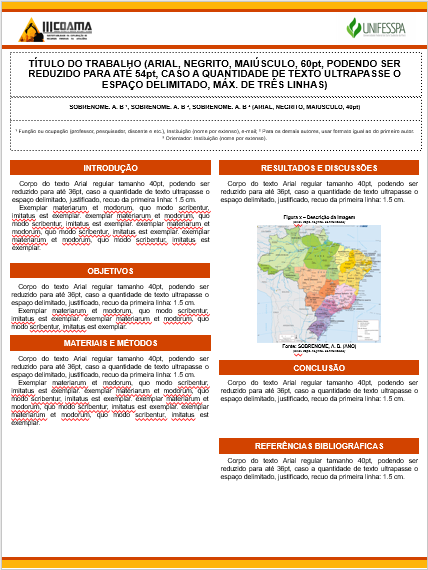 IIICOAMA
UNIFESSPA
TÍTULO DO TRABALHO (ARIAL, NEGRITO, MAIÚSCULO, 60pt, PODENDO SER
REDUZIDO PARA ATÉ 54pt, CASO A QUANTIDADE DE TEXTO ULTRAPASSE O
ESPAÇO DELIMITADO, MÁX. DE TRÊS LINHAS)
SOBRENOME. A. B ¹, SOBRENOME. A. B ², SOBRENOME. A. B ³ (ARIAL, NEGRITO, MAIÚSCULO, 40pt)
¹ Função ou ocupação (professor, pesquisador, discente e etc.), Instituição (nome por extenso), e-mail; ² Para os demais autores, usar formato igual ao do primeiro autor.
³ Orientador. Instituição (nome por extenso).
INTRODUÇÃO
Corpo do texto Arial regular tamanho 40pt, podendo ser
reduzido para até 36pt, caso a quantidade de texto ultrapasse o
espaço delimitado, justificado, recuo da primeira linha: 1.5 cm.
Exemplar materiarum et modorum, quo modo scribentur,
imitatus est exemplar. exemplar materiarum et modorum, quo
modo scribentur, imitatus est exemplar. exemplar materiarum et
modorum, quo modo scribentur, imitatus est exemplar. exemplar
materiarum et modorum, quo modo scribentur, imitatus est
exemplar.
OBJETIVOS
Corpo do texto Arial regular tamanho 40pt, podendo ser
reduzido para até 36pt, caso a quantidade de texto ultrapasse o
espaço delimitado, justificado, recuo da primeira linha: 1.5 cm.
Exemplar materiarum et modorum, quo modo scribentur,
imitatus est exemplar. exemplar materiarum et modorum, quo
modo scribentur, imitatus est exemplar.
MATERIAIS E MÉTODOS
Corpo do texto Arial regular tamanho 40pt, podendo ser
reduzido para até 36pt, caso a quantidade de texto ultrapasse o
espaço delimitado, justificado, recuo da primeira linha: 1.5 cm.
Exemplar materiarum et modorum, quo modo scribentur,
imitatus est exemplar. exemplar materiarum et modorum, quo
modo scribentur, imitatus est exemplar. exemplar materiarum et
modorum, quo modo scribentur, imitatus est exemplar. exemplar
materiarum et modorum, quo modo scribentur, imitatus est
exemplar.
RESULTADOS E DISCUSSÕES
Corpo do texto Arial regular tamanho 40pt, podendo ser
reduzido para até 36pt, caso a quantidade de texto ultrapasse o
espaço delimitado, justificado, recuo da primeira linha: 1.5 cm.
Figura x – Descrição da imagem
Fonte: SOBRENOME, A. B. (ANO)
CONCLUSÃO
Corpo do texto Arial regular tamanho 40pt, podendo ser
reduzido para até 36pt, caso a quantidade de texto ultrapasse o
espaço delimitado, justificado, recuo da primeira linha: 1.5 cm.
REFERÊNCIAS BIBLIOGRÁFICAS
Corpo do texto Arial regular tamanho 40pt, podendo ser
reduzido para até 36pt, caso a quantidade de texto ultrapasse o
espaço delimitado, justificado, recuo da primeira linha: 1.5 cm.